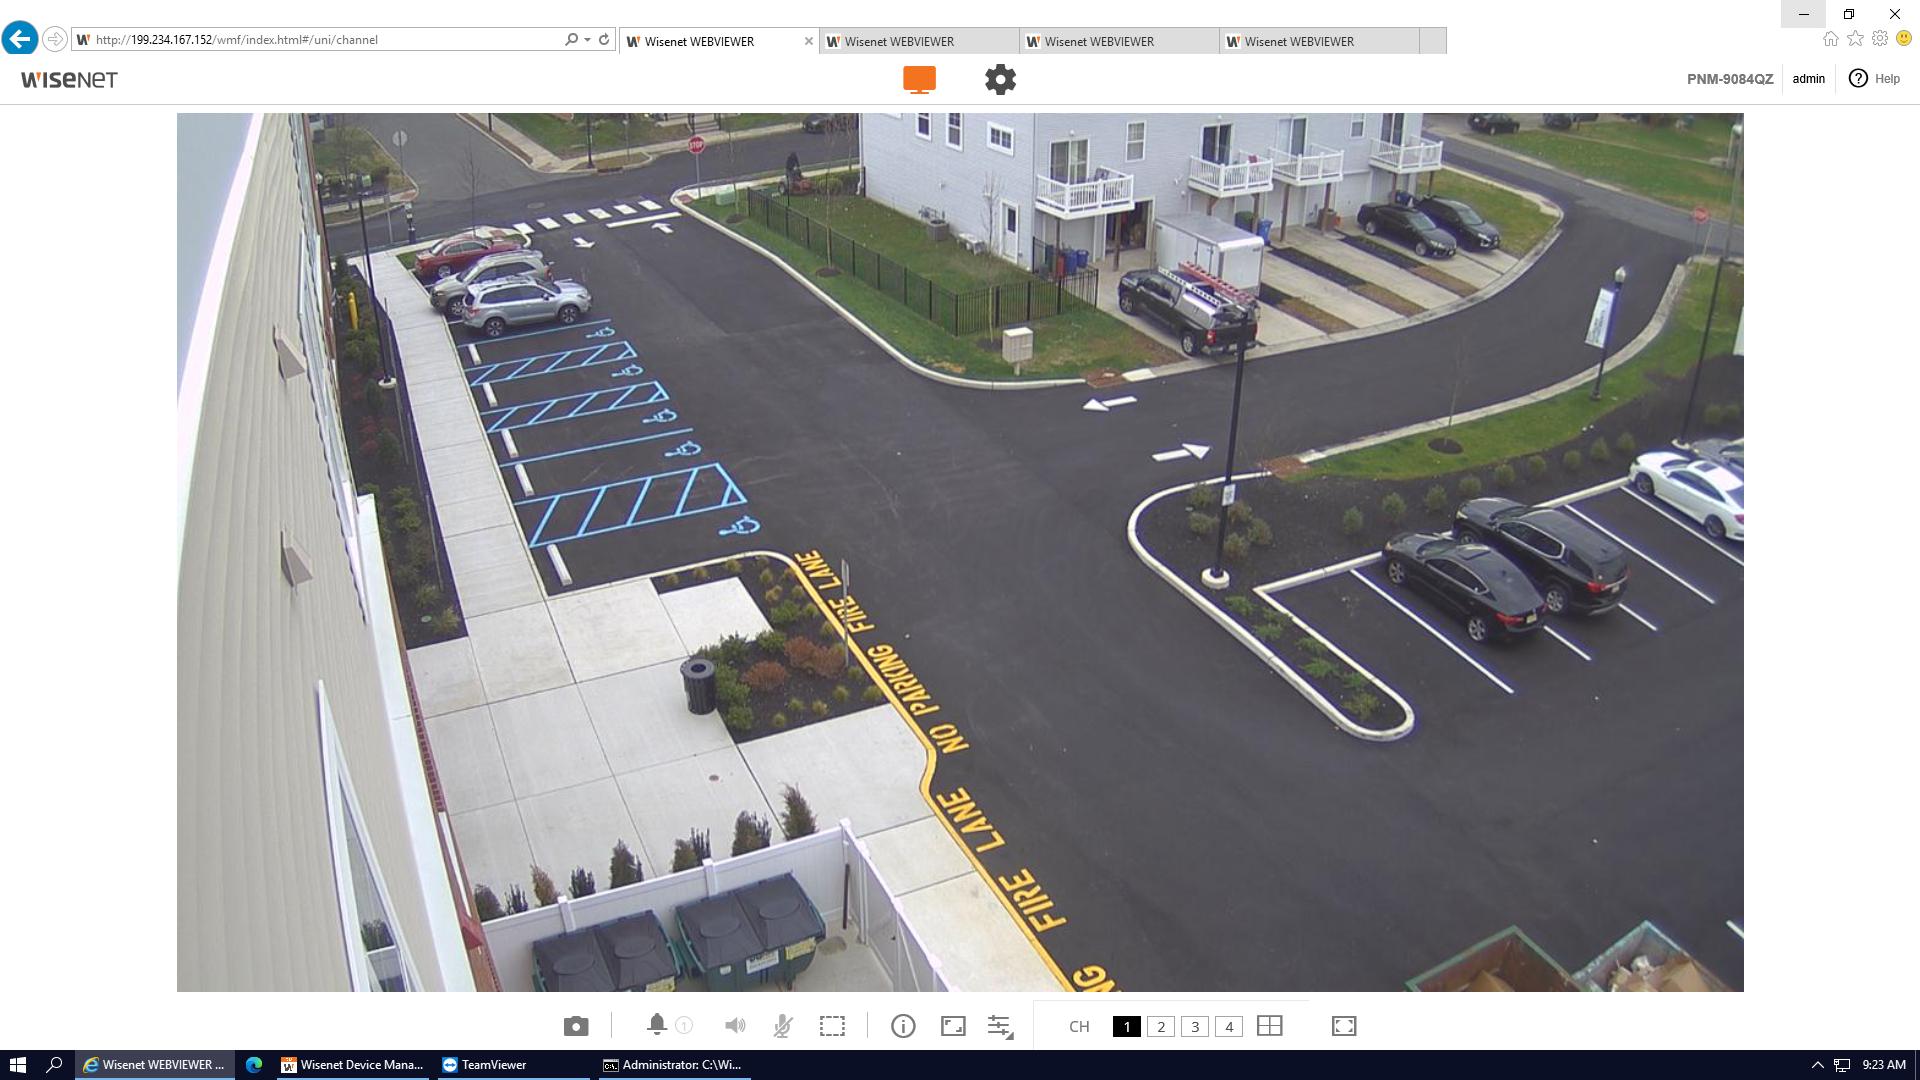 http://199.234.167.152/wmf/index.html#/uni/channel
Wisenet WEBVIEWER
Wisenet WEBVIEWER
Wisenet WEBVIEWER
Wisenet WEBVIEWER
WISENET
PNM-9084QZ
admin
Help
STOP
FIRE LANE
NO PARKING
FIRE LANE
NG
1
CH
1
2
3
4
Wisenet WEBVIEWER ...
Wisenet Device Mana...
TeamViewer
Administrator: C:\Wi...
9:23 AM